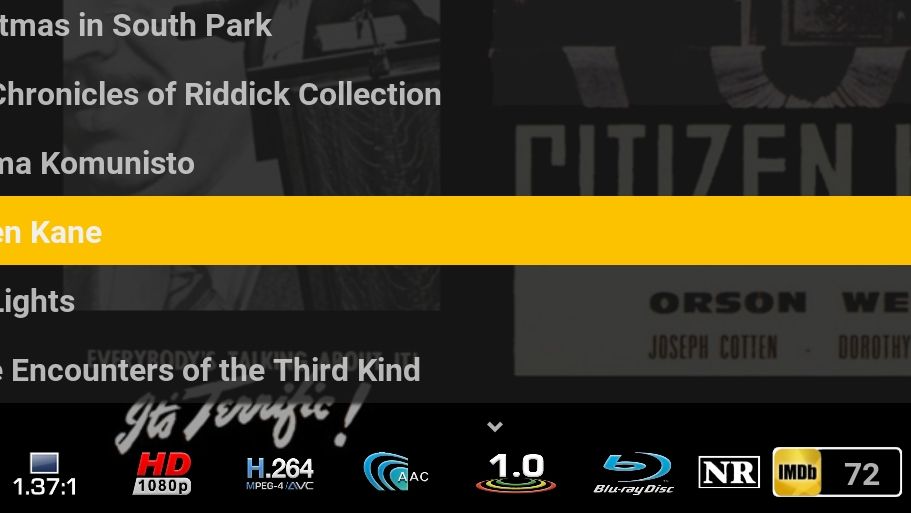 tmas in South Park
Chronicles of Riddick Collection
ma Komunisto
CITIZEN
en Kane
Lights
ORSON WE
JOSEPH COTTEN · DOROTHY
EVERYBODY'S TALKING ABOUT IT!
e Encounters of the Third Kind
It's Terrific!
1.37:1
HD
1080p
H.264
MPEG-4/AVC
AAC
1.0
Blu-ray Disc
NR
IMDb
72